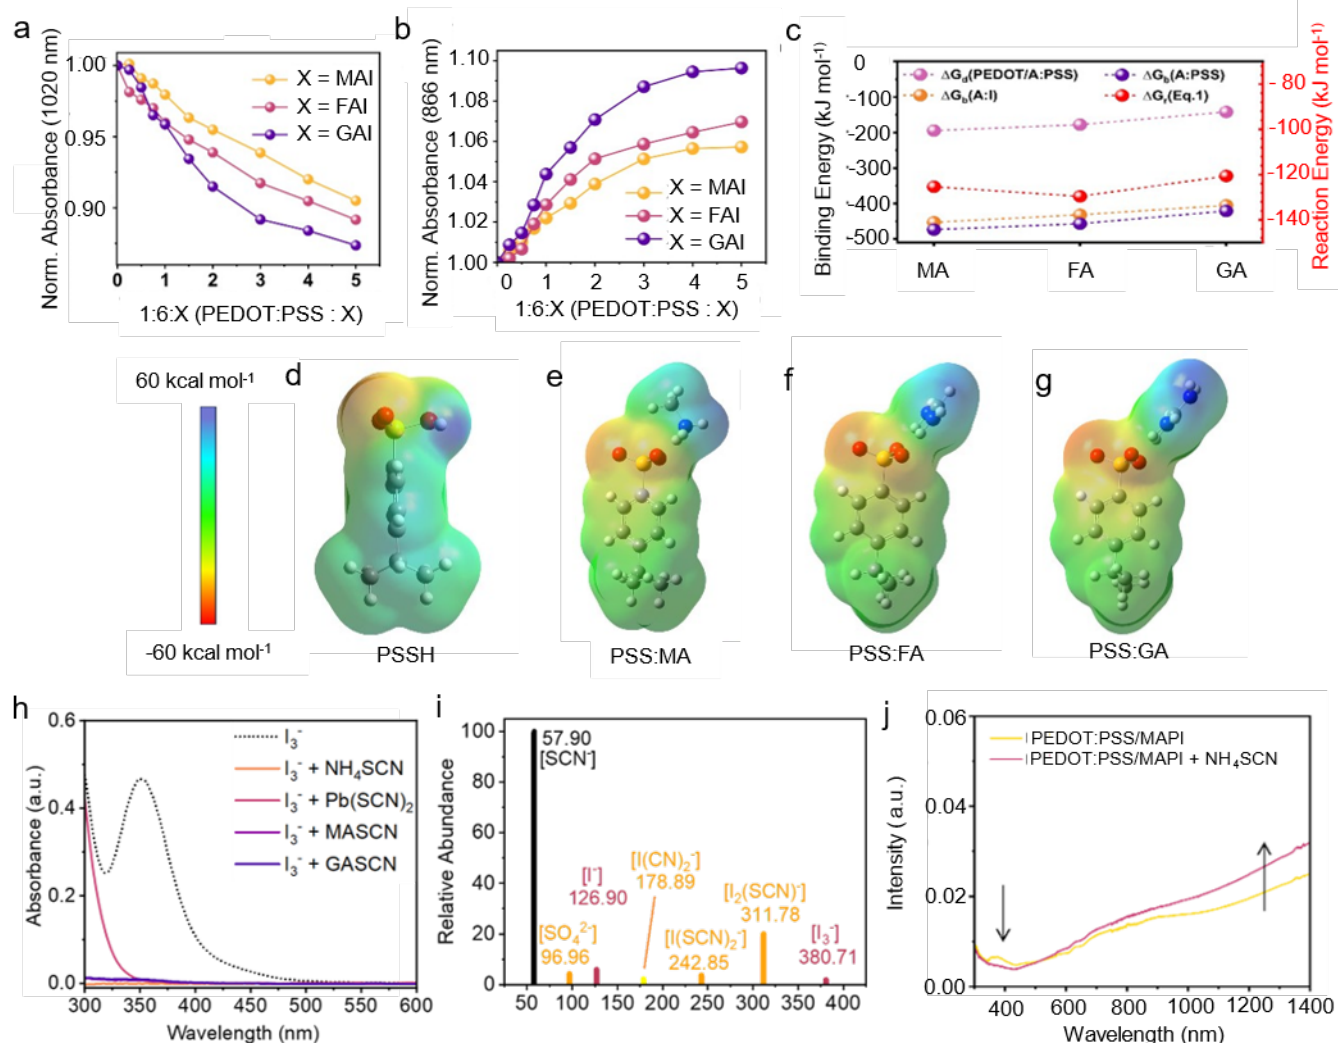 a
Norm. Absorbance (1020 nm)
1.00
0.95
0.90
X = MAI
X = FAI
X = GAI
0 1 2 3 4 5
1:6:X (PEDOT:PSS : X)
b
Norm. Absorbance (866 nm)
1.10
1.08
1.06
1.04
1.02
1.00
X = MAI
X = FAI
X = GAI
0 1 2 3 4 5
1:6:X (PEDOT:PSS : X)
c
Binding Energy (kJ mol⁻¹)
0
-100
-200
-300
-400
-500
ΔG_d(PEDOT/A:PSS)
ΔG_b(A:PSS)
ΔG_b(A:I)
ΔG_r(Eq.1)
MA FA GA
-80
-100
-120
-140
Reaction Energy (kJ mol⁻¹)
60 kcal mol⁻¹
-60 kcal mol⁻¹
d
PSSH
e
PSS:MA
f
PSS:FA
g
PSS:GA
h
Absorbance (a.u.)
0.6
0.4
0.2
0.0
I₃⁻
I₃⁻ + NH₄SCN
I₃⁻ + Pb(SCN)₂
I₃⁻ + MASCN
I₃⁻ + GASCN
300 350 400 450 500 550 600
Wavelength (nm)
i
Relative Abundance
100
80
60
40
20
0
57.90
[SCN⁻]
[SO₄²⁻]
96.96
[I⁻]
126.90
[I(CN)₂⁻]
178.89
[I(SCN)₂⁻]
242.85
[I₂(SCN)⁻]
311.78
[I₃⁻]
380.71
50 100 150 200 250 300 350 400
j
Intensity (a.u.)
0.06
0.04
0.02
0.00
PEDOT:PSS/MAPI
PEDOT:PSS/MAPI + NH₄SCN
400 600 800 1000 1200 1400
Wavelength (nm)